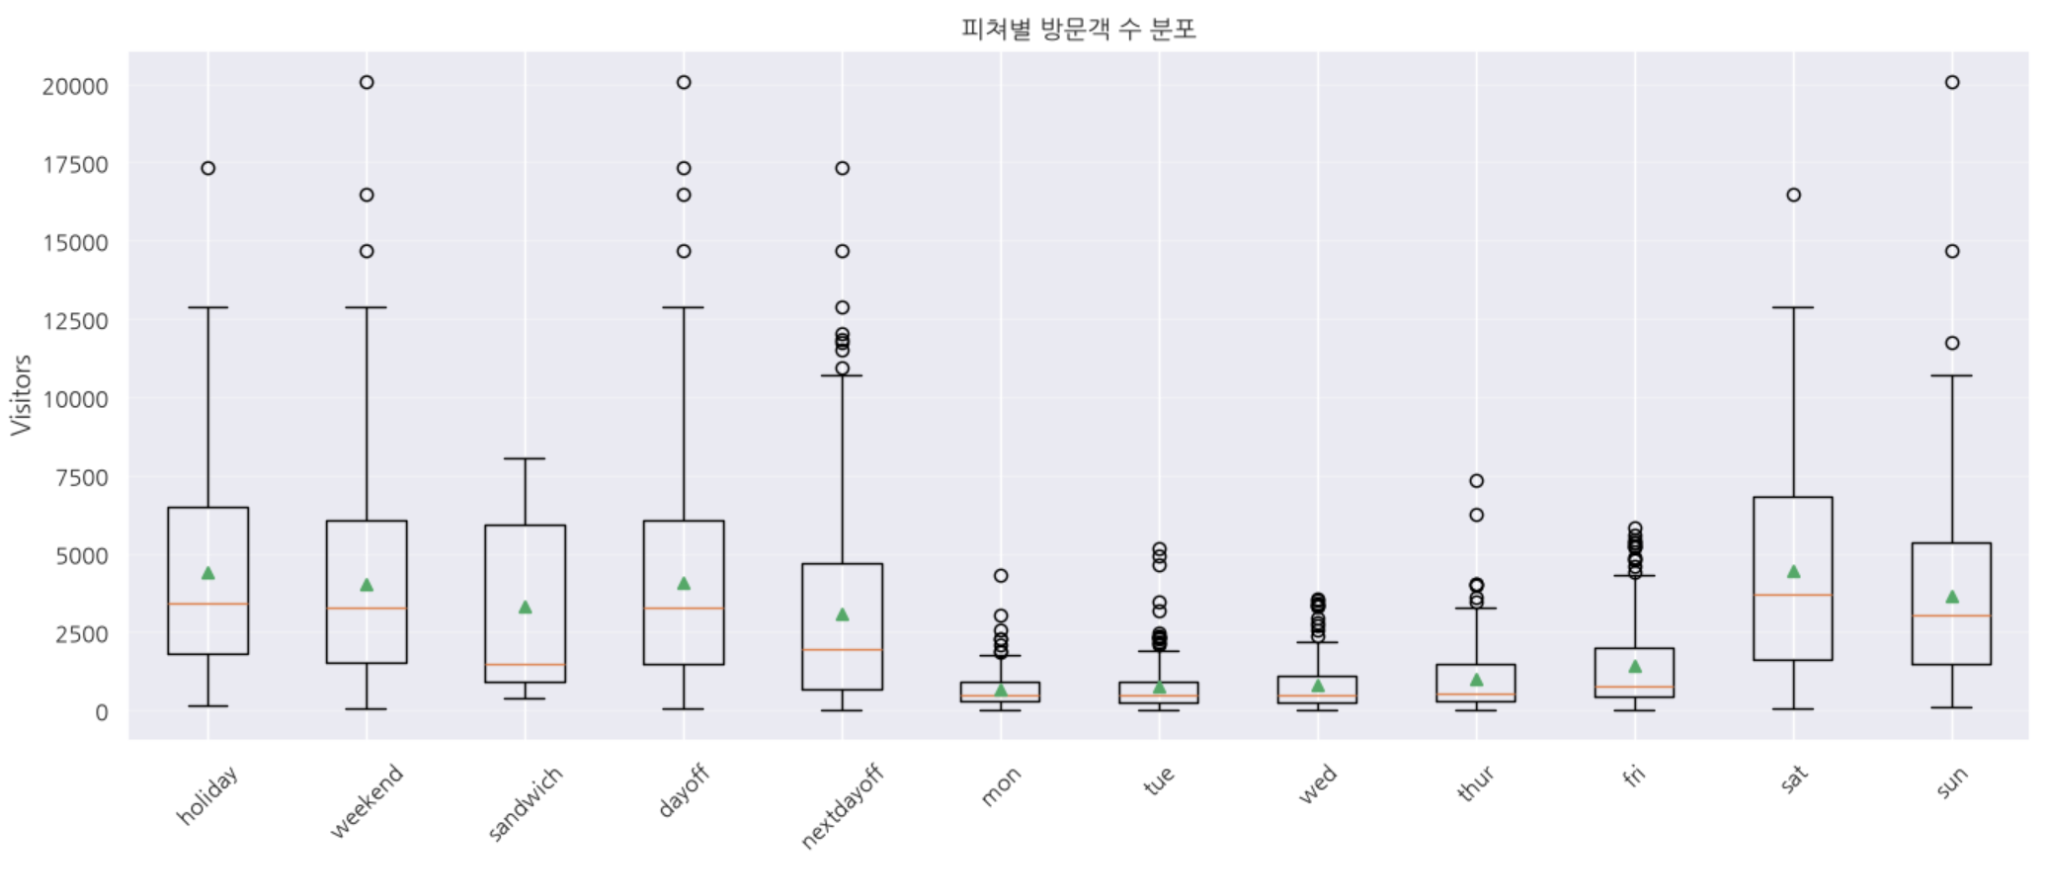 피쳐별 방문객 수 분포
Visitors
20000
17500
15000
12500
10000
7500
5000
2500
0
holiday
weekend
sandwich
dayoff
nextdayoff
mon
tue
wed
thur
fri
sat
sun